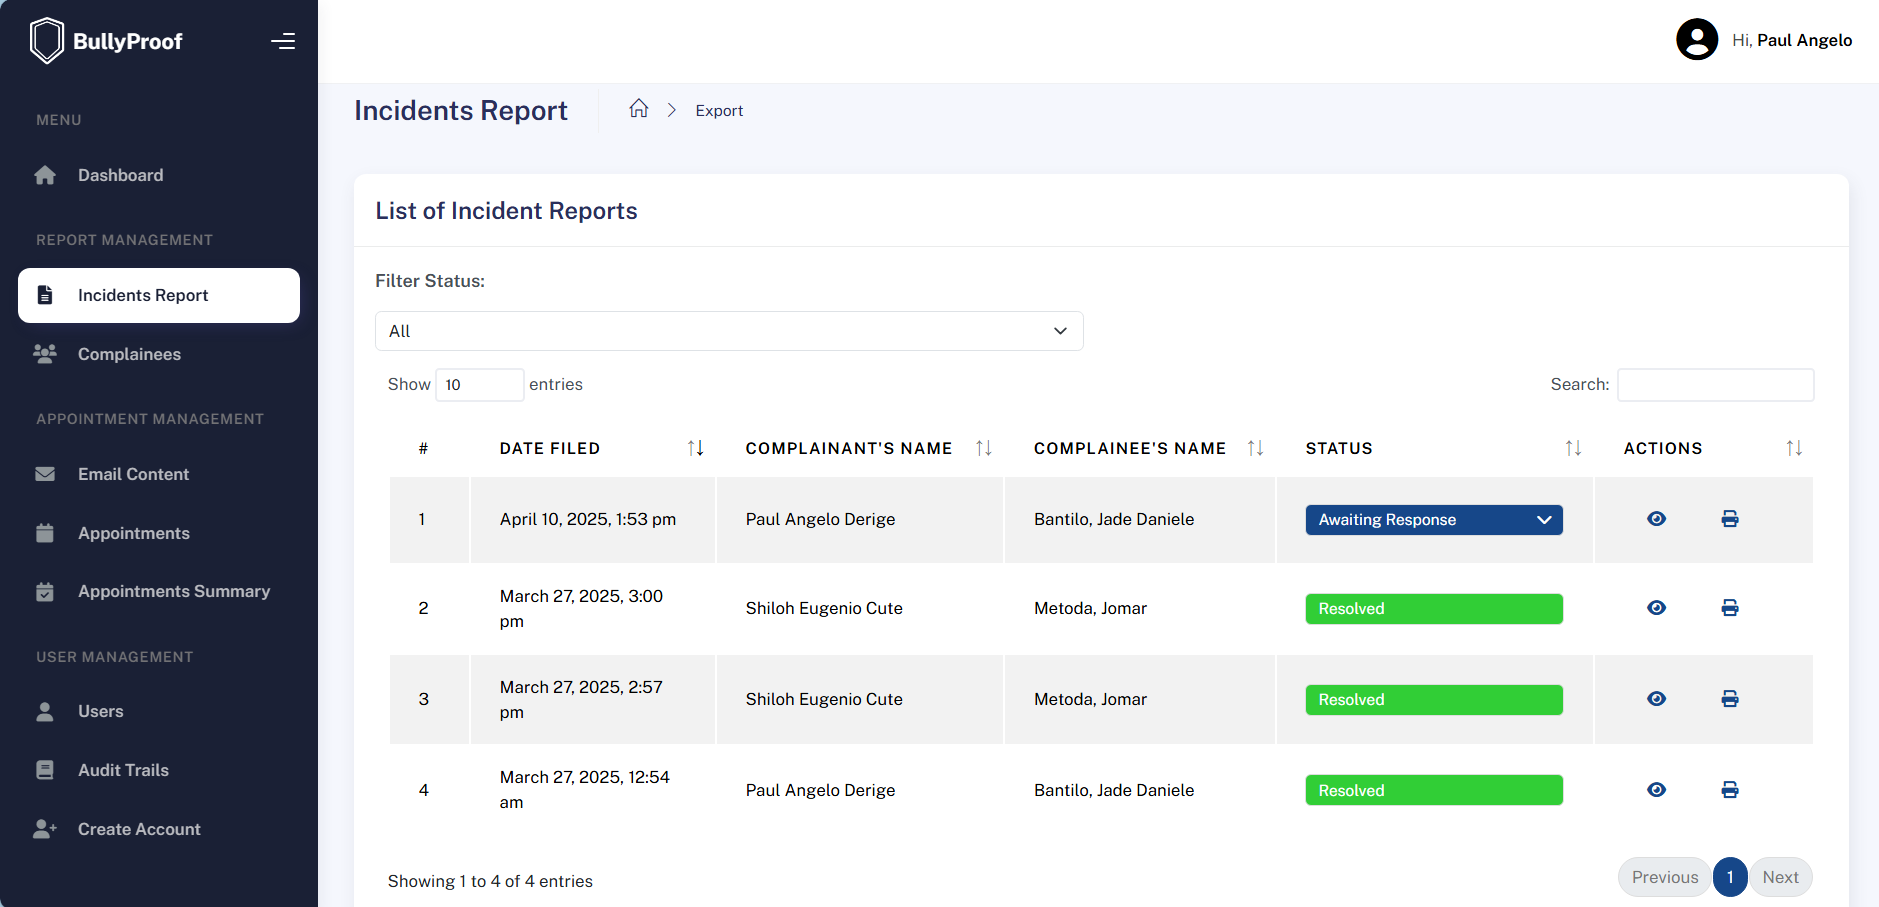 BullyProof
Hi, Paul Angelo
MENU
Dashboard
REPORT MANAGEMENT
Incidents Report
Complainees
APPOINTMENT MANAGEMENT
Email Content
Appointments
Appointments Summary
USER MANAGEMENT
Users
Audit Trails
Create Account
Incidents Report
Export
List of Incident Reports
Filter Status:
All
Show 10 entries
Search:
# DATE FILED COMPLAINANT'S NAME COMPLAINEE'S NAME STATUS ACTIONS
1 April 10, 2025, 1:53 pm Paul Angelo Derige Bantilo, Jade Daniele Awaiting Response
2 March 27, 2025, 3:00
pm Shiloh Eugenio Cute Metoda, Jomar Resolved
3 March 27, 2025, 2:57
pm Shiloh Eugenio Cute Metoda, Jomar Resolved
4 March 27, 2025, 12:54
am Paul Angelo Derige Bantilo, Jade Daniele Resolved
Showing 1 to 4 of 4 entries
Previous 1 Next